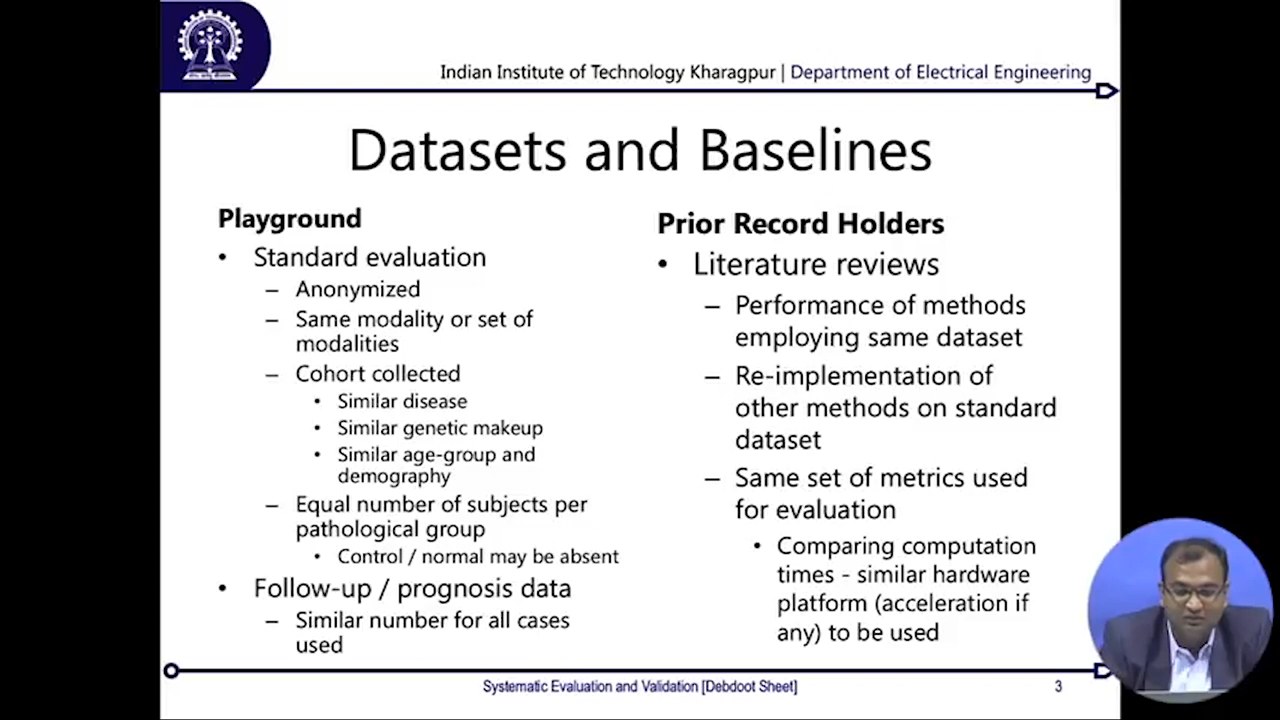 Indian Institute of Technology Kharagpur | Department of Electrical Engineering
Datasets and Baselines
Playground
• Standard evaluation
– Anonymized
– Same modality or set of
modalities
– Cohort collected
• Similar disease
• Similar genetic makeup
• Similar age-group and
demography
– Equal number of subjects per
pathological group
• Control / normal may be absent
• Follow-up / prognosis data
– Similar number for all cases
used
Prior Record Holders
• Literature reviews
– Performance of methods
employing same dataset
– Re-implementation of
other methods on standard
dataset
– Same set of metrics used
for evaluation
• Comparing computation
times - similar hardware
platform (acceleration if
any) to be used
Systematic Evaluation and Validation [Debdoot Sheet]
3